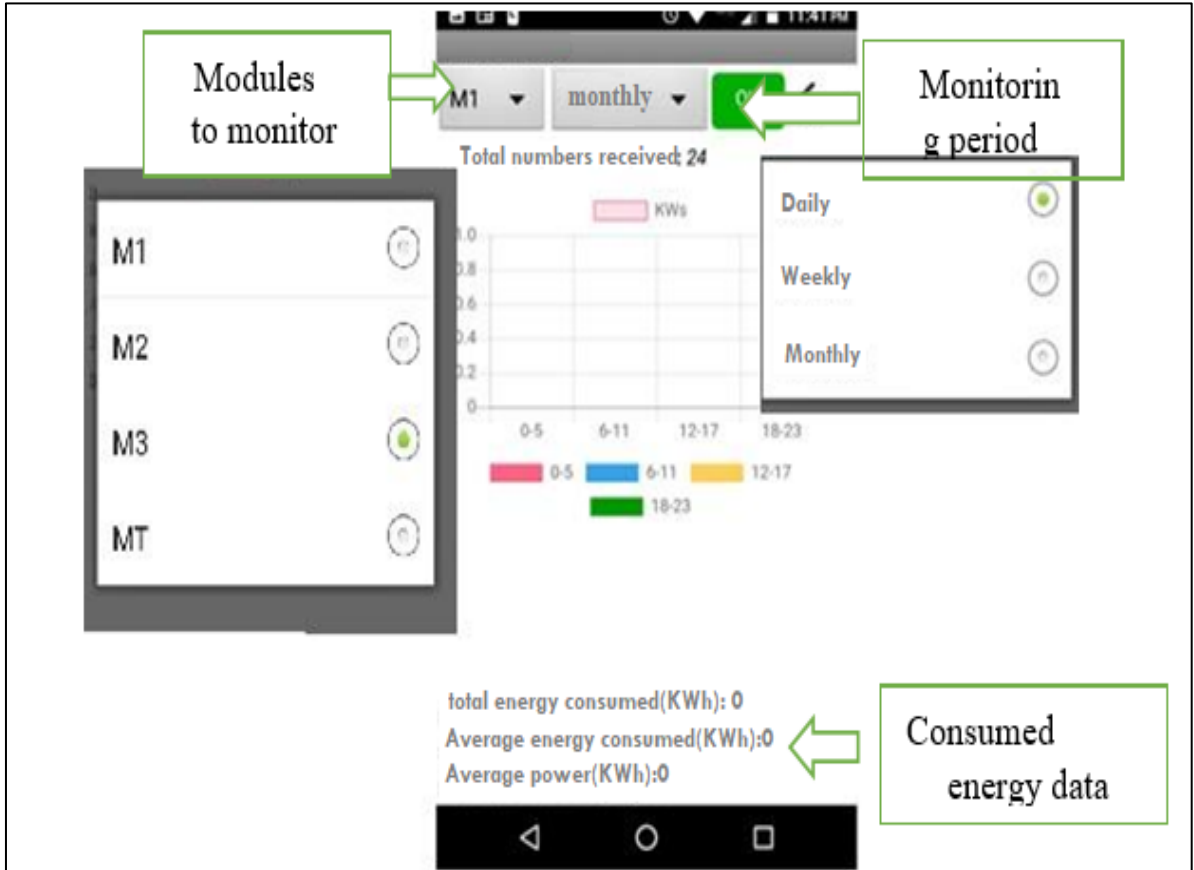 11:41 PM
Modules
to monitor
M1
monthly
Monitorin
g period
Total numbers received: 24
KWs
1.0
0.8
0.6
0.4
0.2
0
0-5 6-11 12-17 18-23
0-5 6-11 12-17
18-23
M1
M2
M3
MT
Daily
Weekly
Monthly
total energy consumed(KWh): 0
Average energy consumed(KWh):0
Average power(KWh):0
Consumed
energy data